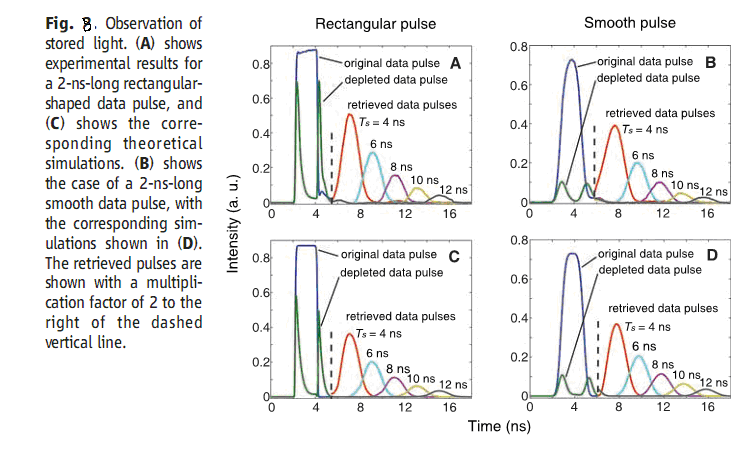 Fig. 3. Observation of
stored light. (A) shows
experimental results for
a 2-ns-long rectangular-
shaped data pulse, and
(C) shows the corre-
sponding theoretical
simulations. (B) shows
the case of a 2-ns-long
smooth data pulse, with
the corresponding sim-
ulations shown in (D).
The retrieved pulses are
shown with a multipli-
cation factor of 2 to the
right of the dashed
vertical line.
Rectangular pulse
Smooth pulse
Intensity (a. u.)
0.8
0.6
0.4
0.2
0
0 4 8 12 16
original data pulse A
depleted data pulse
retrieved data pulses
Ts = 4 ns
6 ns
8 ns
10 ns
12 ns
0.8
0.6
0.4
0.2
0
0 4 8 12 16
original data pulse B
depleted data pulse
retrieved data pulses
Ts = 4 ns
6 ns
8 ns
10 ns
12 ns
0.8
0.6
0.4
0.2
0
0 4 8 12 16
original data pulse C
depleted data pulse
retrieved data pulses
Ts = 4 ns
6 ns
8 ns
10 ns
12 ns
0.8
0.6
0.4
0.2
0
0 4 8 12 16
original data pulse D
depleted data pulse
retrieved data pulses
Ts = 4 ns
6 ns
8 ns
10 ns
12 ns
Time (ns)